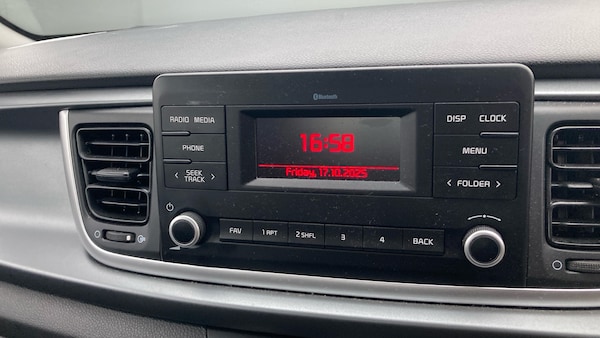 Bluetooth
RADIO MEDIA
PHONE
< SEEK TRACK >
16:58
Friday, 17.10.2025
DISP CLOCK
MENU
< FOLDER >
FAV 1 RPT 2 SHFL 3 4 BACK